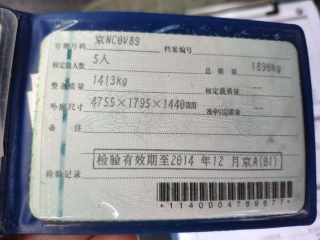 号牌号码 京NC0V89 档案编号
核定载人数 5人 总质量 1890kg
整备质量 1413kg 核定载质量
外廓尺寸 4755×1795×1440mm 准牵引总质量
备注
检验有效期至2014年12月京A(01)
检验记录
*1140004769877*